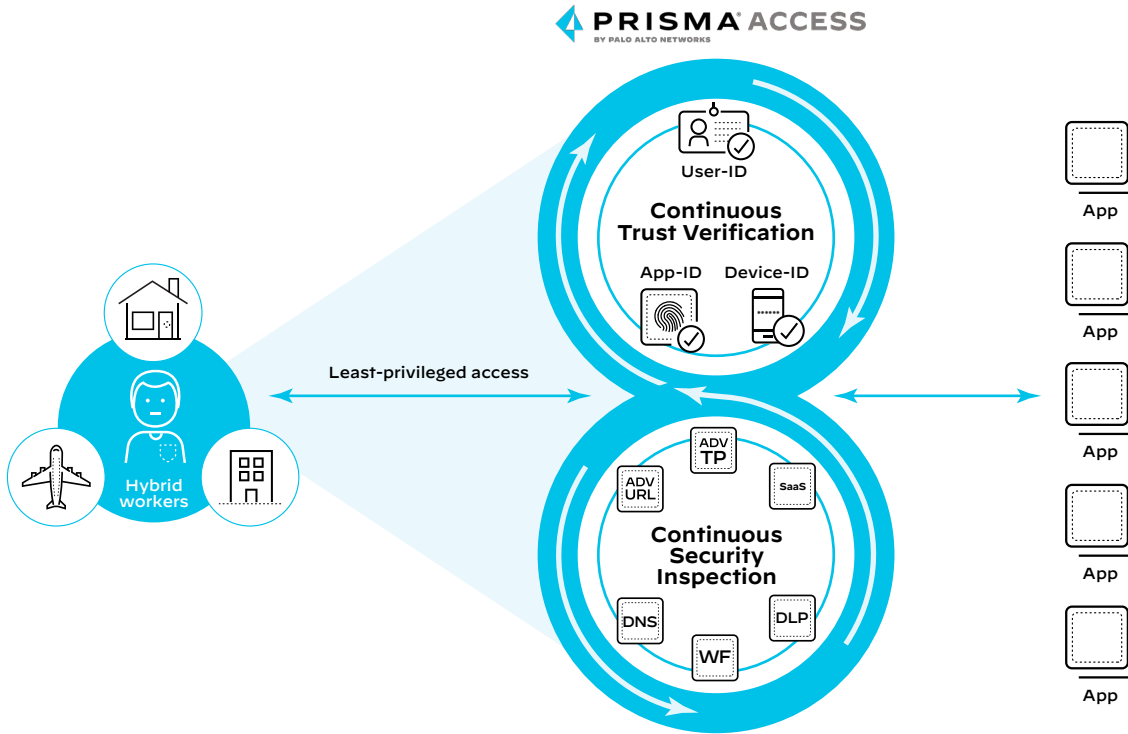 PRISMA ACCESS
BY PALO ALTO NETWORKS
User-ID
Continuous
Trust Verification
App-ID
Device-ID
Least-privileged access
Hybrid
workers
ADV
TP
ADV
URL
SaaS
Continuous
Security
Inspection
DNS
DLP
WF
App
App
App
App
App